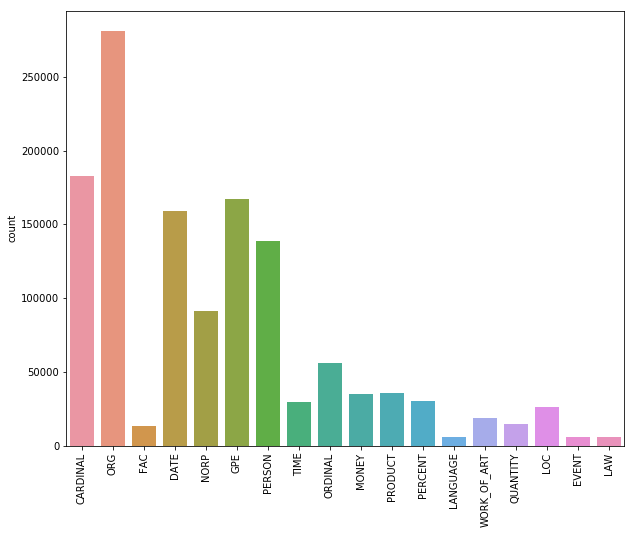 count
250000
200000
150000
100000
50000
0
CARDINAL
ORG
FAC
DATE
NORP
GPE
PERSON
TIME
ORDINAL
MONEY
PRODUCT
PERCENT
LANGUAGE
WORK_OF_ART
QUANTITY
LOC
EVENT
LAW